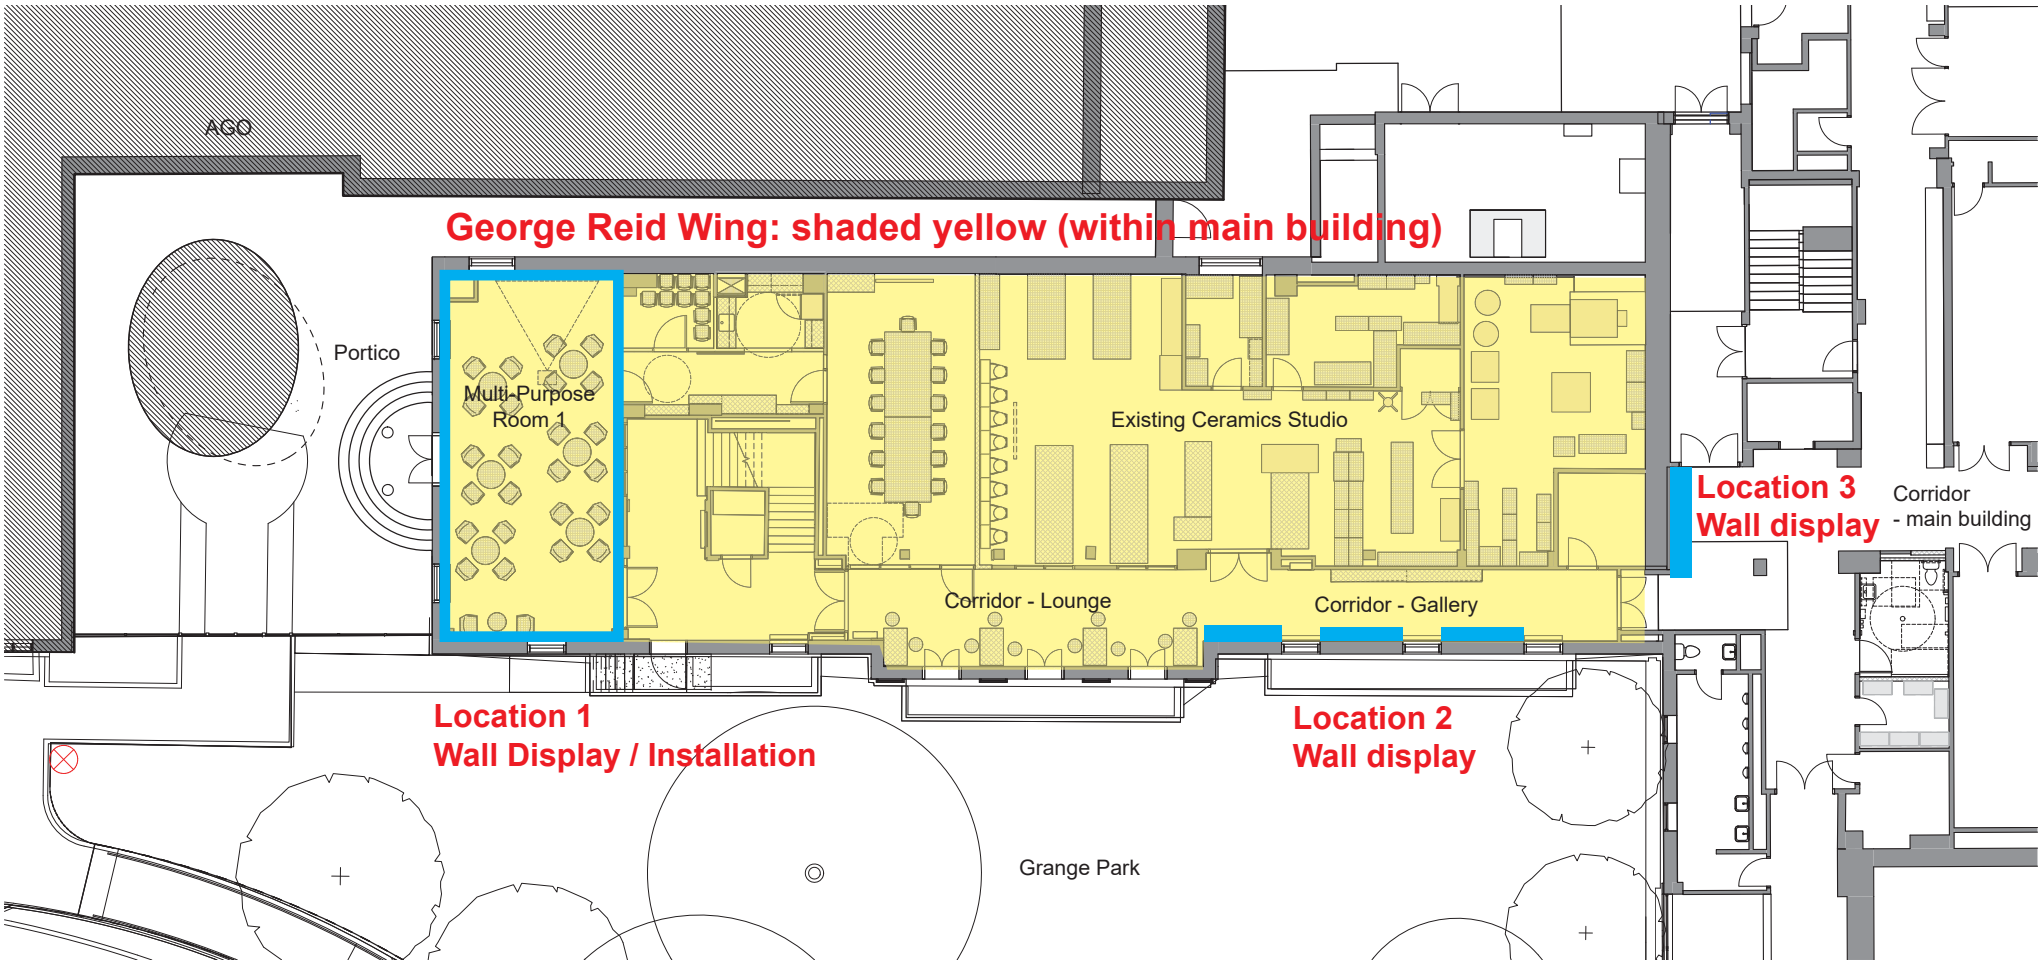 AGO
George Reid Wing: shaded yellow (within main building)
Portico
Multi-Purpose
Room 1
Existing Ceramics Studio
Location 3
Wall display
Corridor
- main building
Corridor - Lounge
Corridor - Gallery
Location 1
Wall Display / Installation
Location 2
Wall display
Grange Park